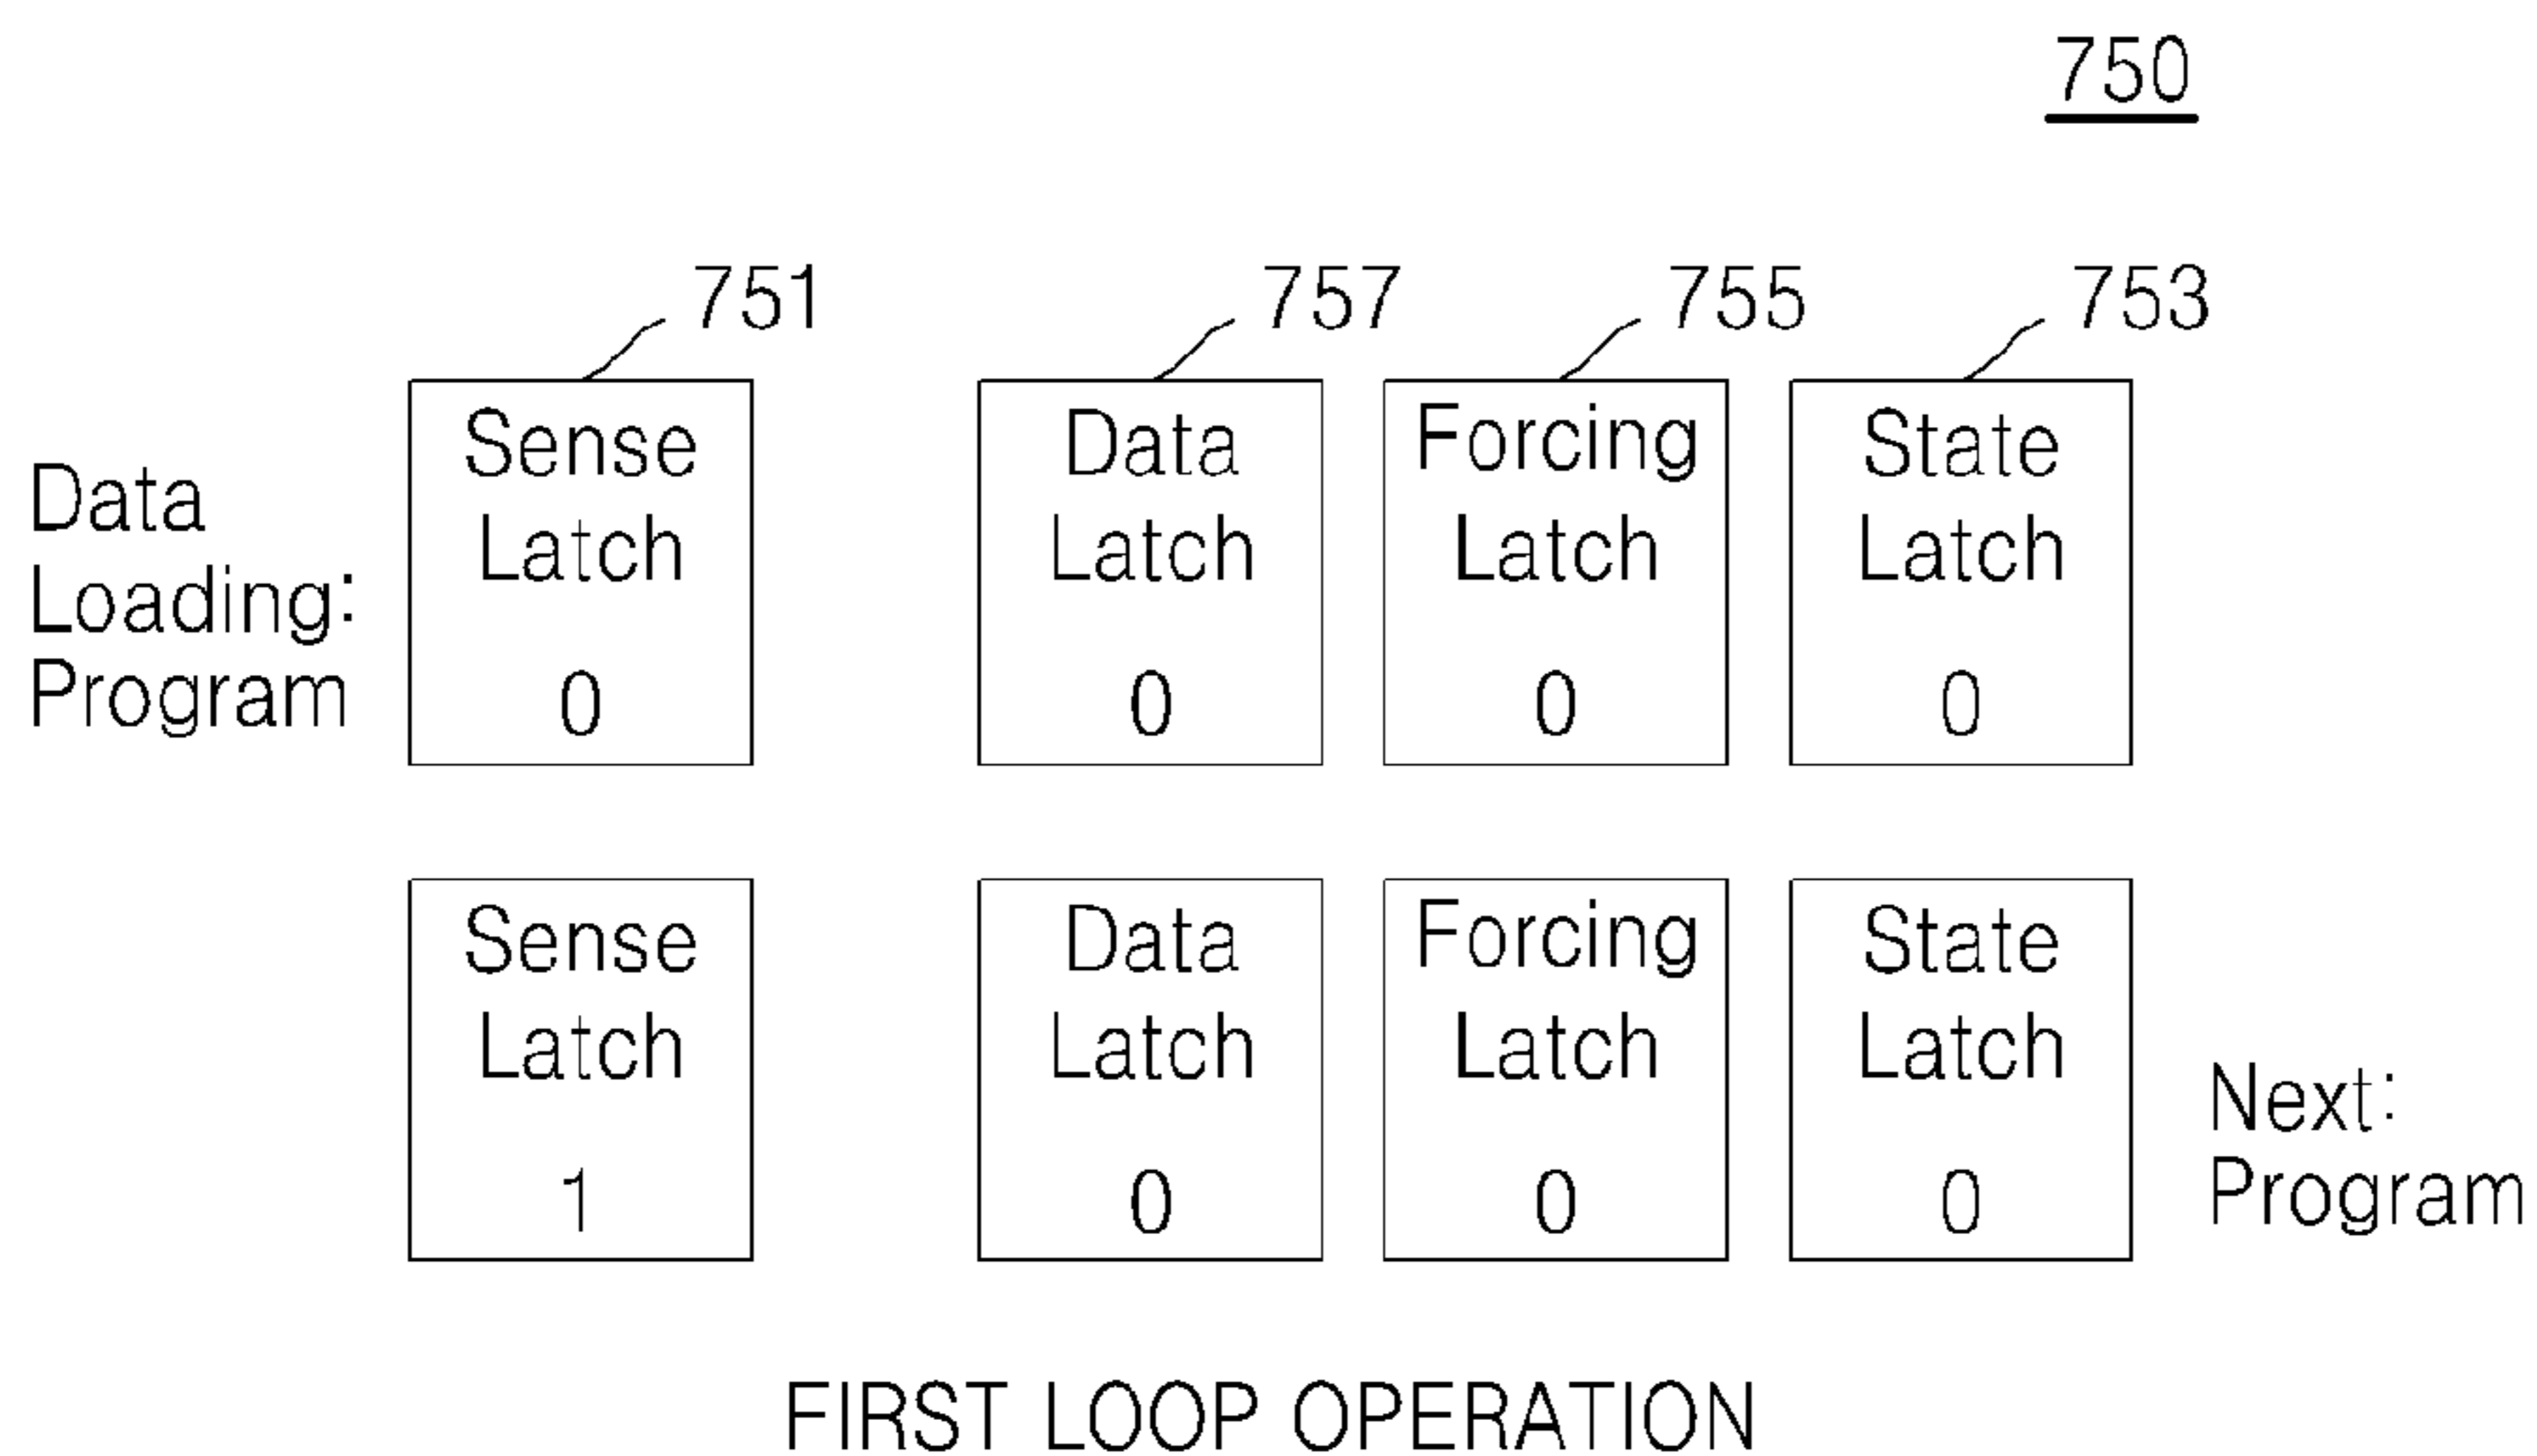 750
751
757
755
753
Data
Loading:
Program
Sense
Latch
0
Data
Latch
0
Forcing
Latch
0
State
Latch
0
Sense
Latch
1
Data
Latch
0
Forcing
Latch
0
State
Latch
0
Next:
Program
FIRST LOOP OPERATION